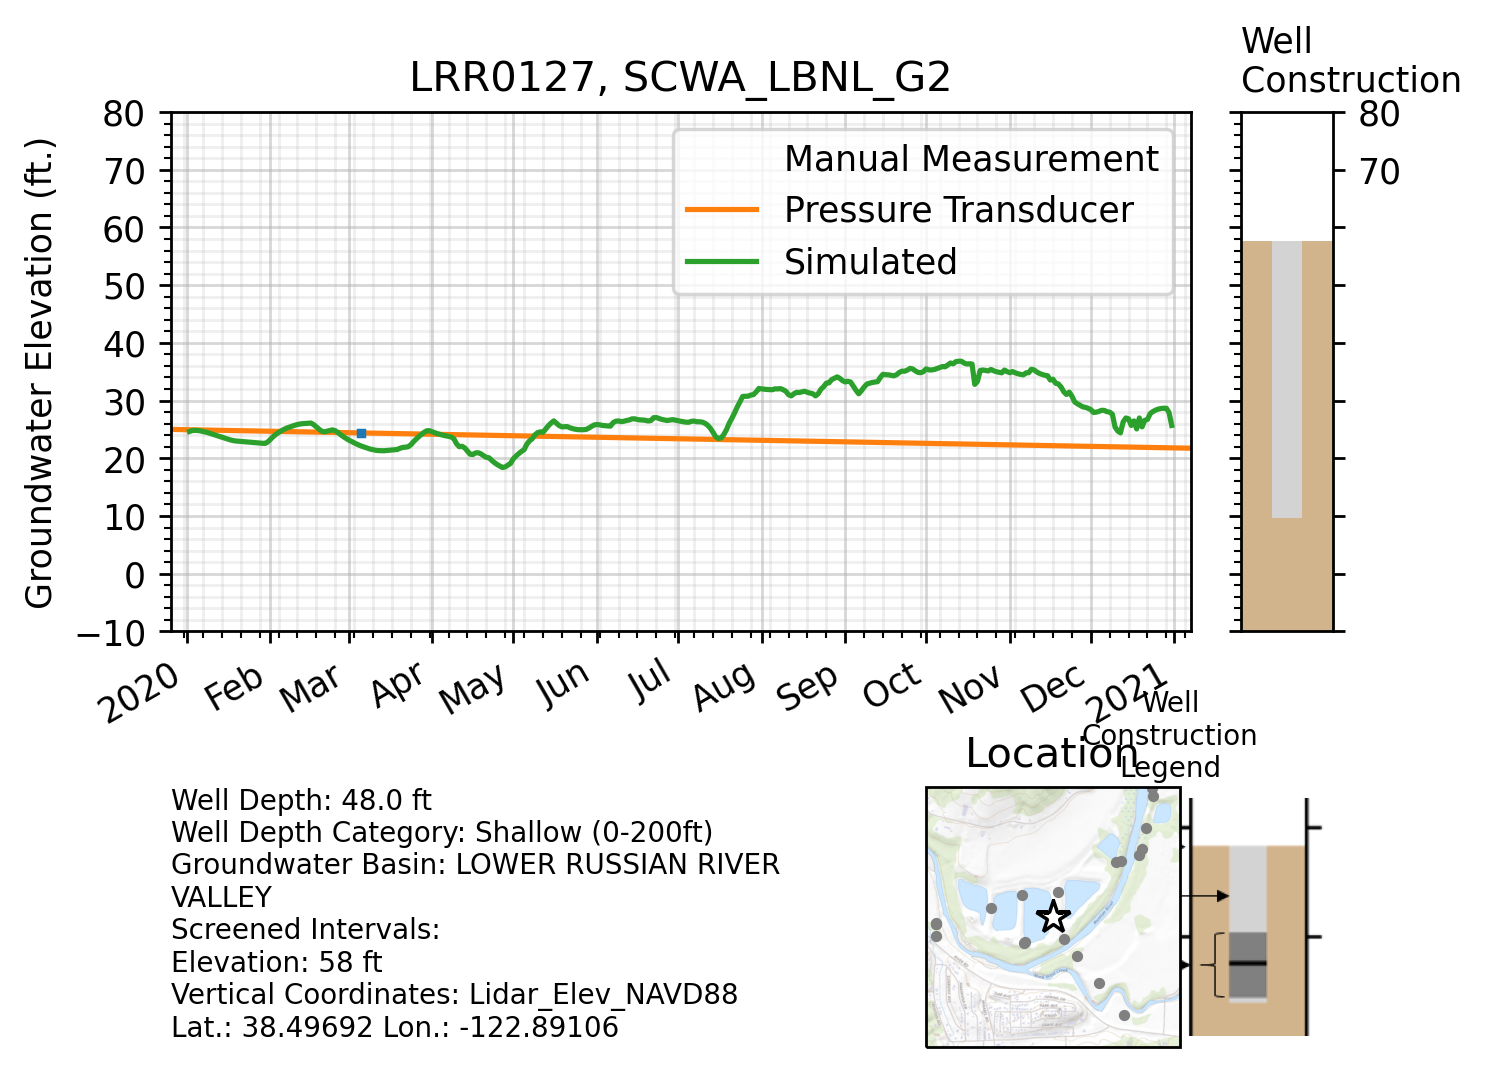 Well
Construction
LRR0127, SCWA_LBNL_G2
Groundwater Elevation (ft.)
80
70
60
50
40
30
20
10
0
−10
Manual Measurement
Pressure Transducer
Simulated
80
70
2020 Feb Mar Apr May Jun Jul Aug Sep Oct Nov Dec 2021
Well
Construction
Legend
Location
Well Depth: 48.0 ft
Well Depth Category: Shallow (0-200ft)
Groundwater Basin: LOWER RUSSIAN RIVER
VALLEY
Screened Intervals:
Elevation: 58 ft
Vertical Coordinates: Lidar_Elev_NAVD88
Lat.: 38.49692 Lon.: -122.89106